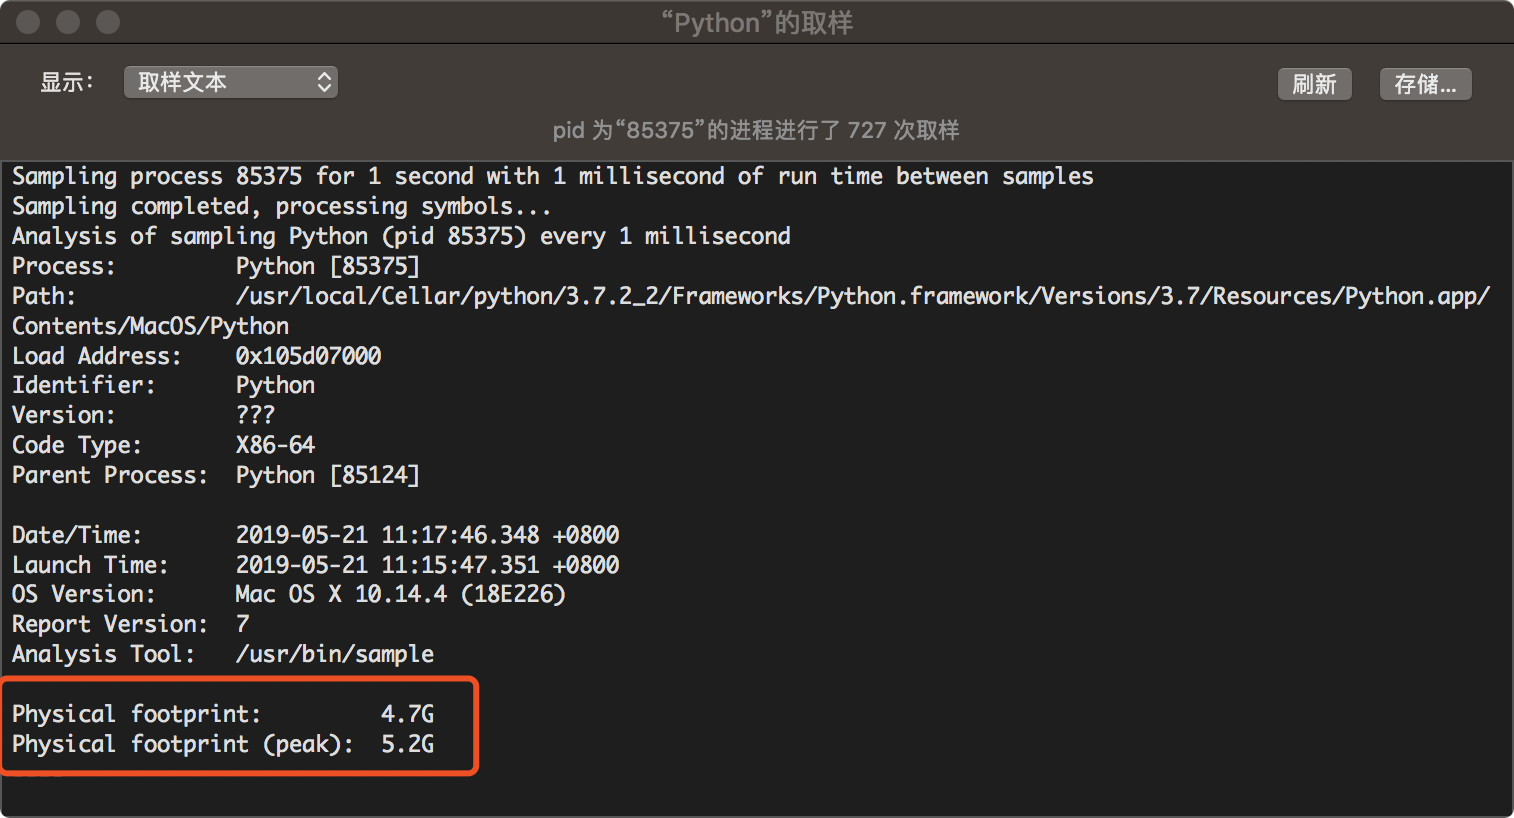 “Python”的取样
显示：
取样文本
刷新
存储...
pid 为“85375”的进程进行了 727 次取样
Sampling process 85375 for 1 second with 1 millisecond of run time between samples
Sampling completed, processing symbols...
Analysis of sampling Python (pid 85375) every 1 millisecond
Process:         Python [85375]
Path:            /usr/local/Cellar/python/3.7.2_2/Frameworks/Python.framework/Versions/3.7/Resources/Python.app/
Contents/MacOS/Python
Load Address:    0x105d07000
Identifier:      Python
Version:         ???
Code Type:       X86-64
Parent Process:  Python [85124]
Date/Time:       2019-05-21 11:17:46.348 +0800
Launch Time:     2019-05-21 11:15:47.351 +0800
OS Version:      Mac OS X 10.14.4 (18E226)
Report Version:  7
Analysis Tool:   /usr/bin/sample
Physical footprint:         4.7G
Physical footprint (peak):  5.2G